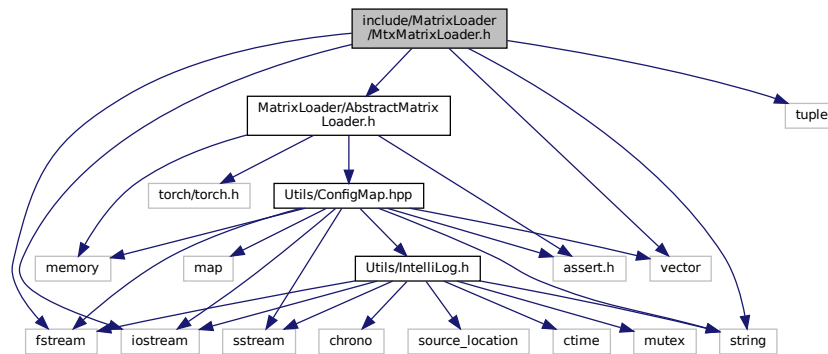 include/MatrixLoader
/MtxMatrixLoader.h
MatrixLoader/AbstractMatrix
Loader.h
tuple
torch/torch.h
Utils/ConfigMap.hpp
memory
map
Utils/IntelliLog.h
assert.h
vector
fstream
iostream
sstream
chrono
source_location
ctime
mutex
string